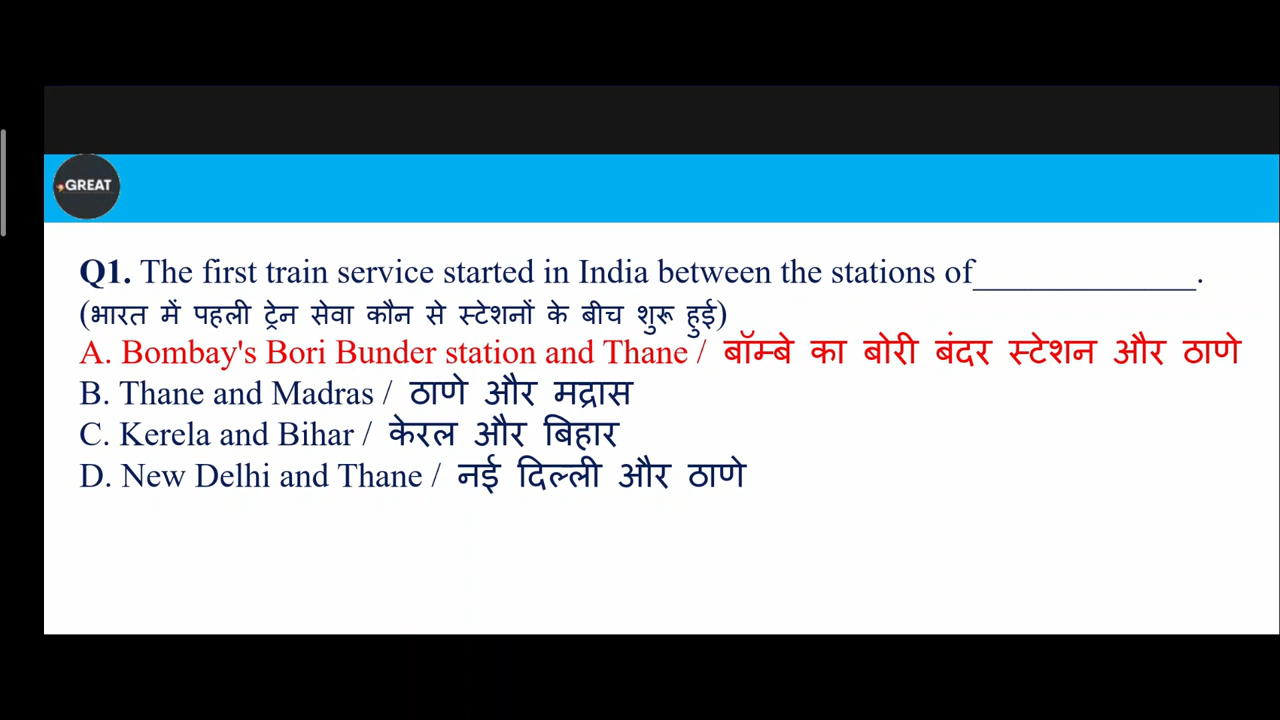 GREAT
Q1. The first train service started in India between the stations of_____________.
(भारत में पहली ट्रेन सेवा कौन से स्टेशनों के बीच शुरू हुई)
A. Bombay's Bori Bunder station and Thane / बॉम्बे का बोरी बंदर स्टेशन और ठाणे
B. Thane and Madras / ठाणे और मद्रास
C. Kerela and Bihar / केरल और बिहार
D. New Delhi and Thane / नई दिल्ली और ठाणे